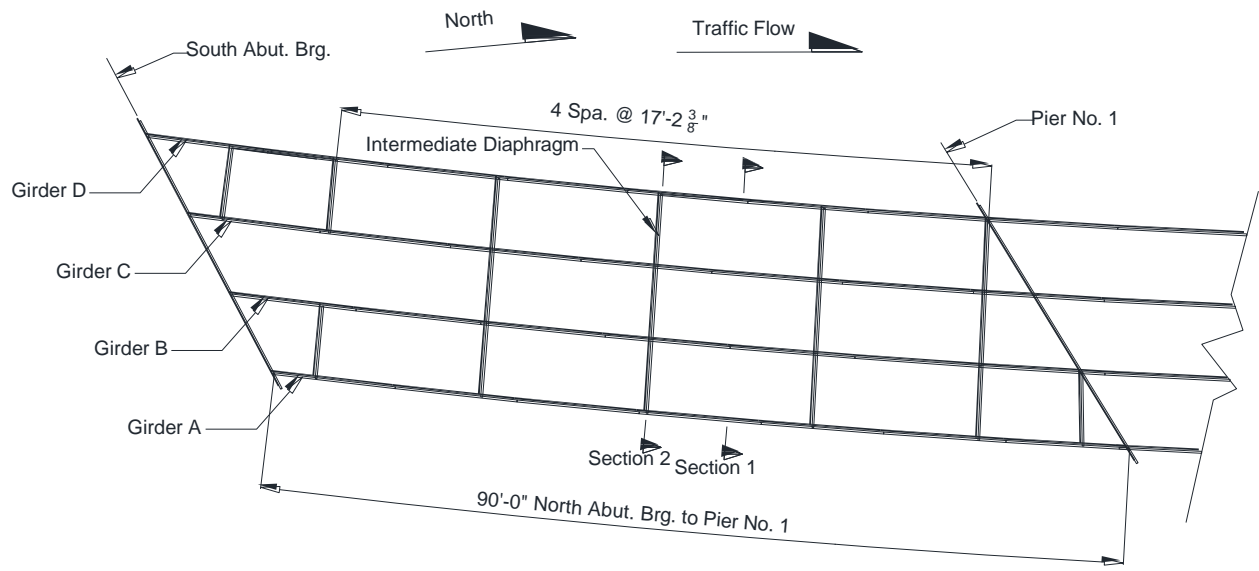 North
Traffic Flow
South Abut. Brg.
4 Spa. @ 17'-2 3/8"
Pier No. 1
Intermediate Diaphragm
Girder D
Girder C
Girder B
Girder A
Section 2
Section 1
90'-0" North Abut. Brg. to Pier No. 1